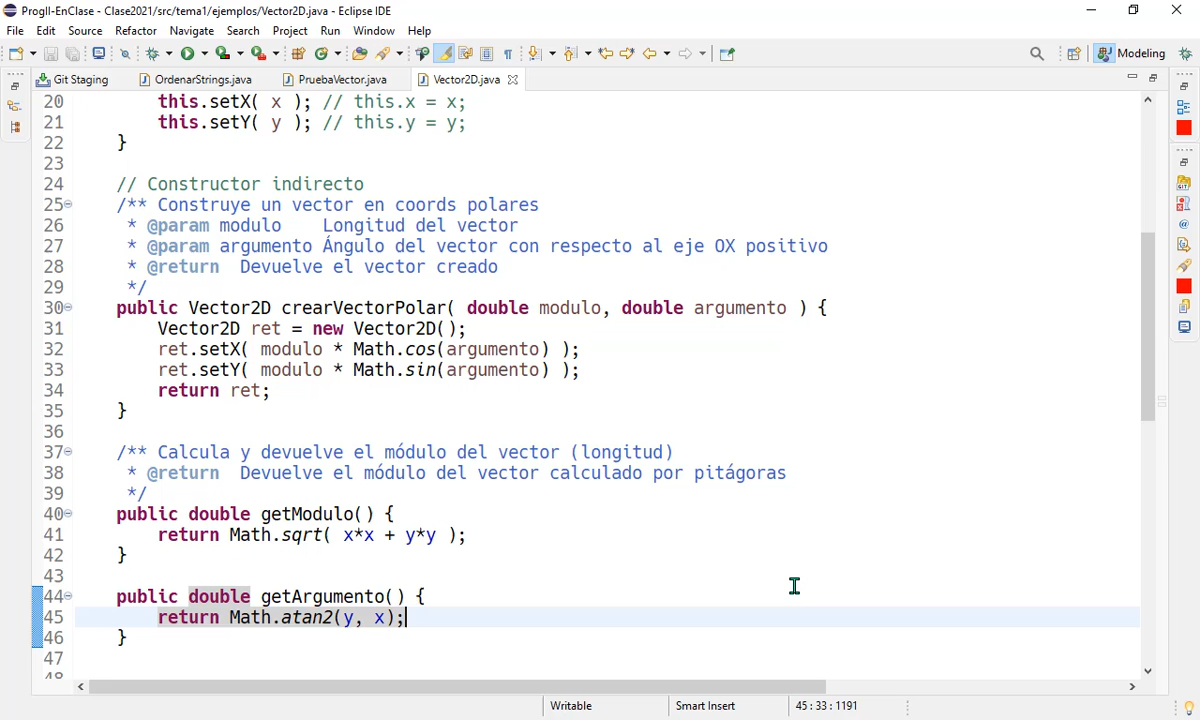 ProgII-EnClase - Clase2021/src/tema1/ejemplos/Vector2D.java - Eclipse IDE
File Edit Source Refactor Navigate Search Project Run Window Help
Modeling
Git Staging OrdenarStrings.java PruebaVector.java Vector2D.java
20 this.setX( x ); // this.x = x;
21 this.setY( y ); // this.y = y;
22 }
23
24 // Constructor indirecto
25 /** Construye un vector en coords polares
26 * @param modulo    Longitud del vector
27 * @param argumento Ángulo del vector con respecto al eje OX positivo
28 * @return  Devuelve el vector creado
29 */
30 public Vector2D crearVectorPolar( double modulo, double argumento ) {
31 Vector2D ret = new Vector2D();
32 ret.setX( modulo * Math.cos(argumento) );
33 ret.setY( modulo * Math.sin(argumento) );
34 return ret;
35 }
36
37 /** Calcula y devuelve el módulo del vector (longitud)
38 * @return  Devuelve el módulo del vector calculado por pitágoras
39 */
40 public double getModulo() {
41 return Math.sqrt( x*x + y*y );
42 }
43
44 public double getArgumento() {
45 return Math.atan2(y, x);
46 }
47
48
Writable Smart Insert 45 : 33 : 1191